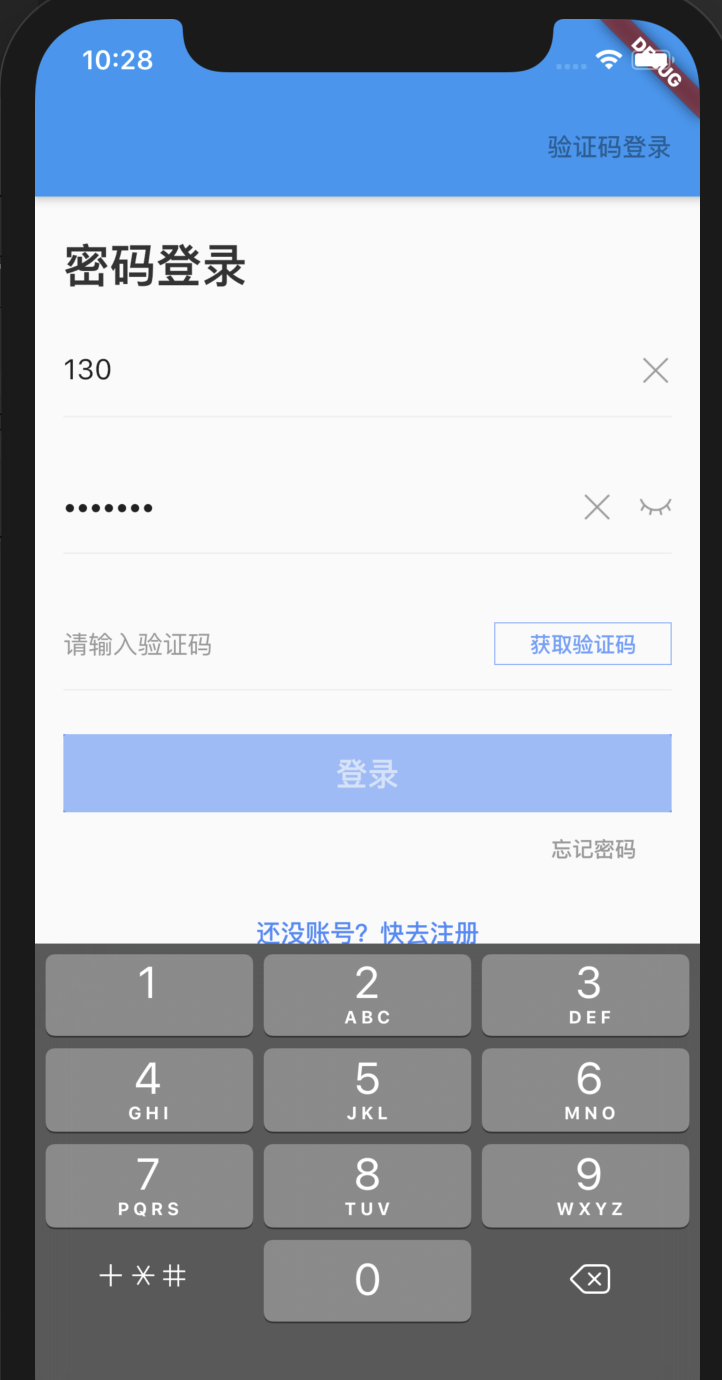 10:28
DEBUG
验证码登录
密码登录
130
•••••••
请输入验证码
获取验证码
登录
忘记密码
还没账号？快去注册
1
2
ABC
3
DEF
4
GHI
5
JKL
6
MNO
7
PQRS
8
TUV
9
WXYZ
+*#
0